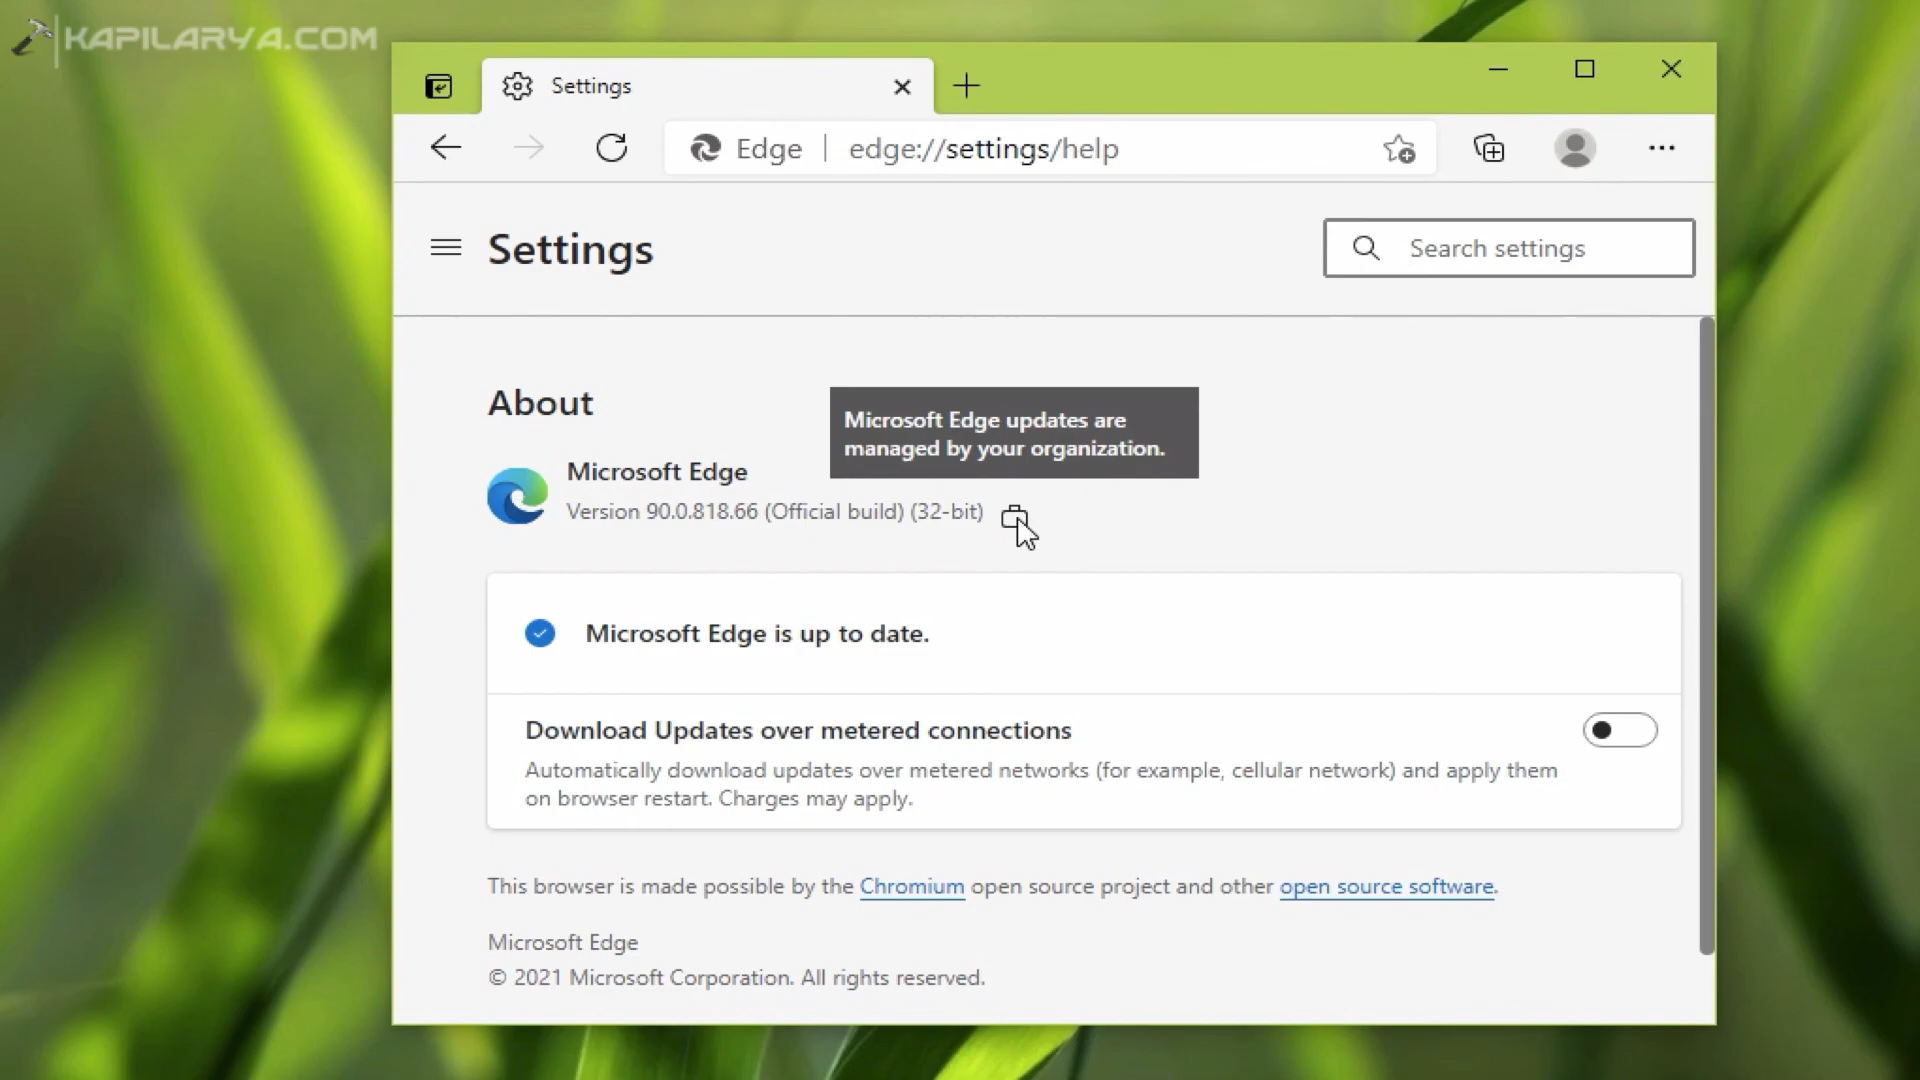 KAPILARYA.COM
Settings
Edge | edge://settings/help
Settings
Search settings
About
Microsoft Edge updates are
managed by your organization.
Microsoft Edge
Version 90.0.818.66 (Official build) (32-bit)
Microsoft Edge is up to date.
Download Updates over metered connections
Automatically download updates over metered networks (for example, cellular network) and apply them
on browser restart. Charges may apply.
This browser is made possible by the Chromium open source project and other open source software.
Microsoft Edge
© 2021 Microsoft Corporation. All rights reserved.